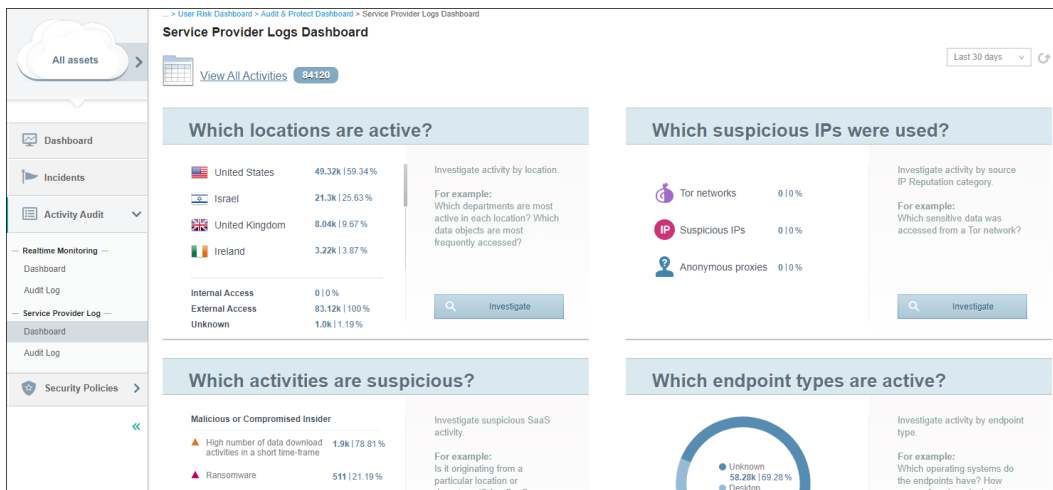 ... > User Risk Dashboard > Audit & Protect Dashboard > Service Provider Logs Dashboard
Service Provider Logs Dashboard
All assets
View All Activities 84120
Last 30 days
Dashboard
Incidents
Activity Audit
Realtime Monitoring
Dashboard
Audit Log
Service Provider Log
Dashboard
Audit Log
Security Policies
«
Which locations are active?
United States 49.32k | 59.34 %
Israel 21.3k | 25.63 %
United Kingdom 8.04k | 9.67 %
Ireland 3.22k | 3.87 %
Internal Access 0 | 0 %
External Access 83.12k | 100 %
Unknown 1.0k | 1.19 %
Investigate activity by location.
For example:
Which departments are most
active in each location? Which
data objects are most
frequently accessed?
Investigate
Which suspicious IPs were used?
Tor networks 0 | 0 %
IP Suspicious IPs 0 | 0 %
Anonymous proxies 0 | 0 %
Investigate activity by source
IP Reputation category.
For example:
Which sensitive data was
accessed from a Tor network?
Investigate
Which activities are suspicious?
Malicious or Compromised Insider
High number of data download
activities in a short time-frame 1.9k | 78.81 %
Ransomware 511 | 21.19 %
Investigate suspicious SaaS
activity.
For example:
Is it originating from a
particular location or
Which endpoint types are active?
Unknown
58.28k | 69.28 %
Desktop
Investigate activity by endpoint
type.
For example:
Which operating systems do
the endpoints have? How